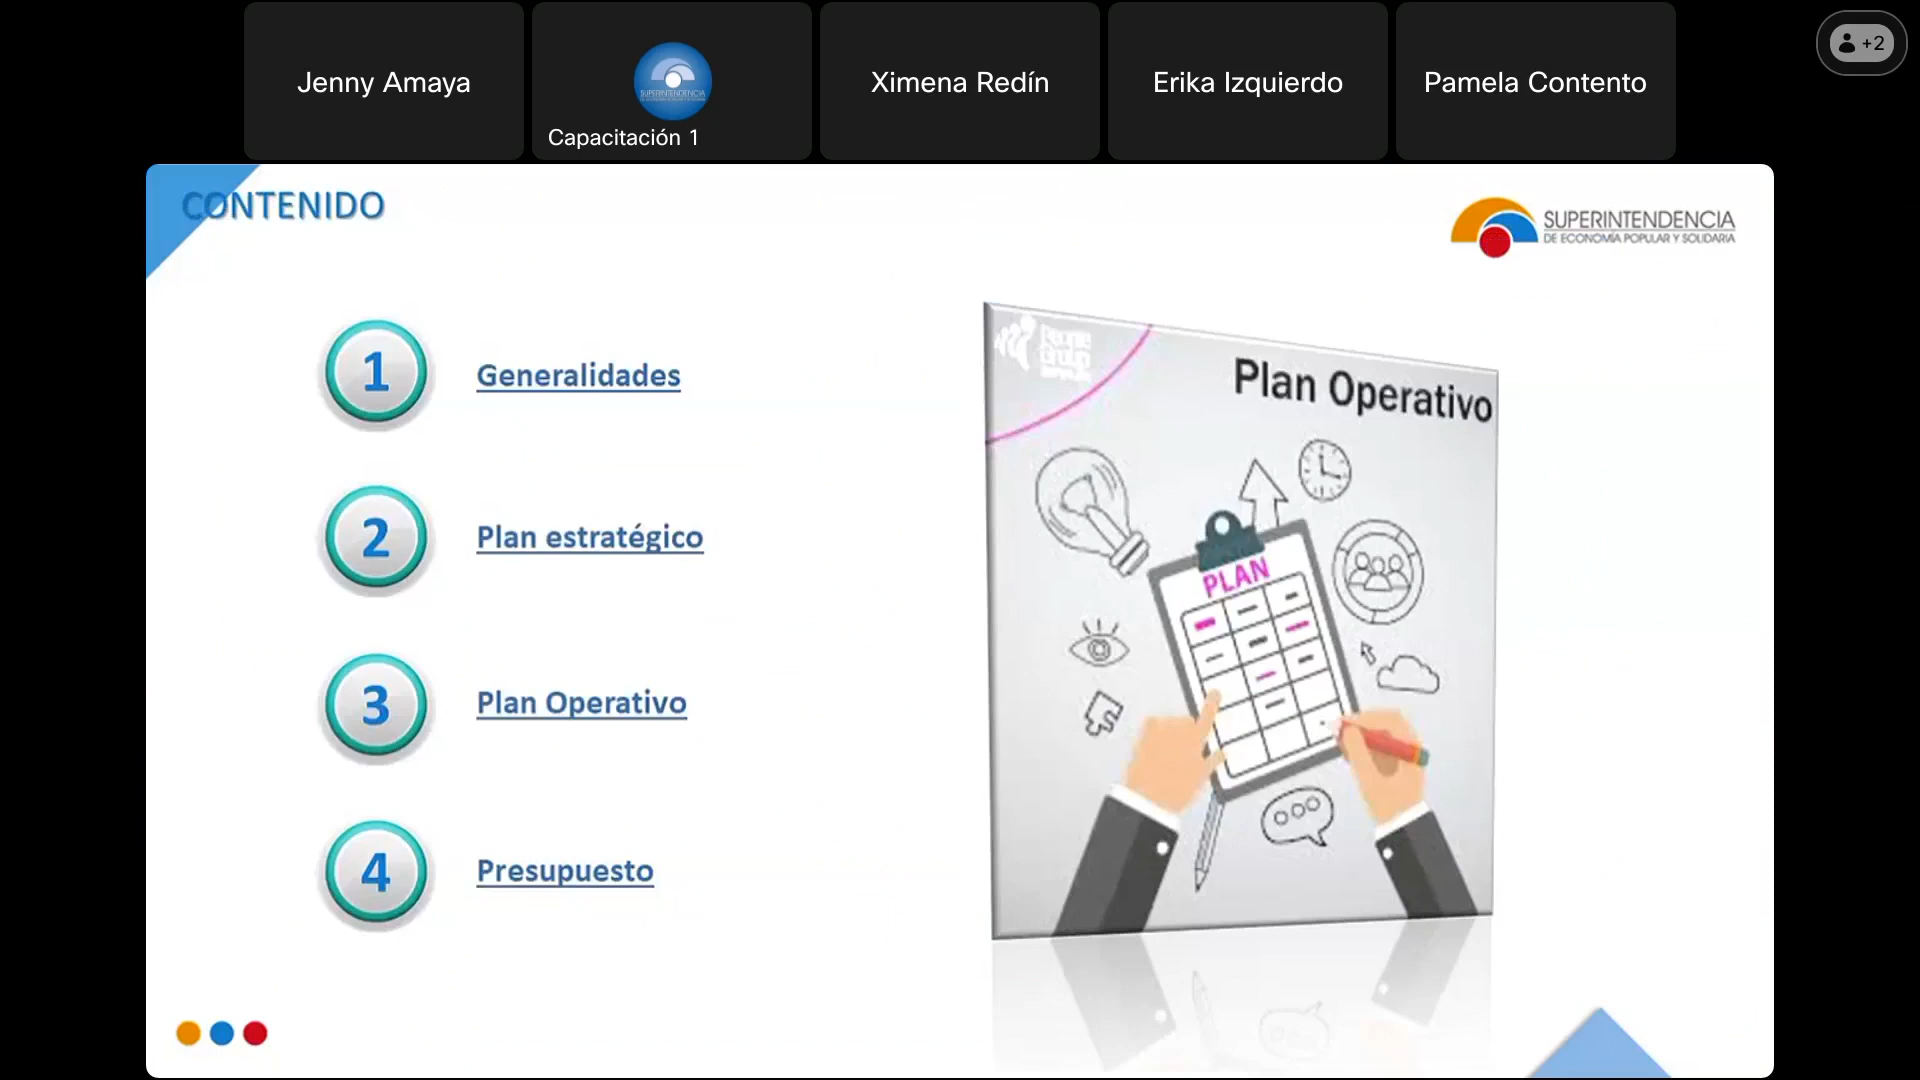 Jenny Amaya
Capacitación 1
Ximena Redín
Erika Izquierdo
Pamela Contento
+2
CONTENIDO
SUPERINTENDENCIA
DE ECONOMÍA POPULAR Y SOLIDARIA
1
Generalidades
2
Plan estratégico
3
Plan Operativo
4
Presupuesto
Plan Operativo
PLAN